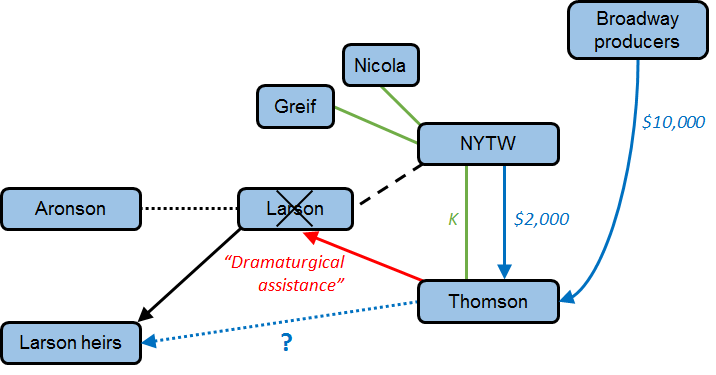 Broadway
producers
Nicola
Greif
$10,000
NYTW
Aronson
Larson
K
$2,000
“Dramaturgical
assistance”
Thomson
Larson heirs
?